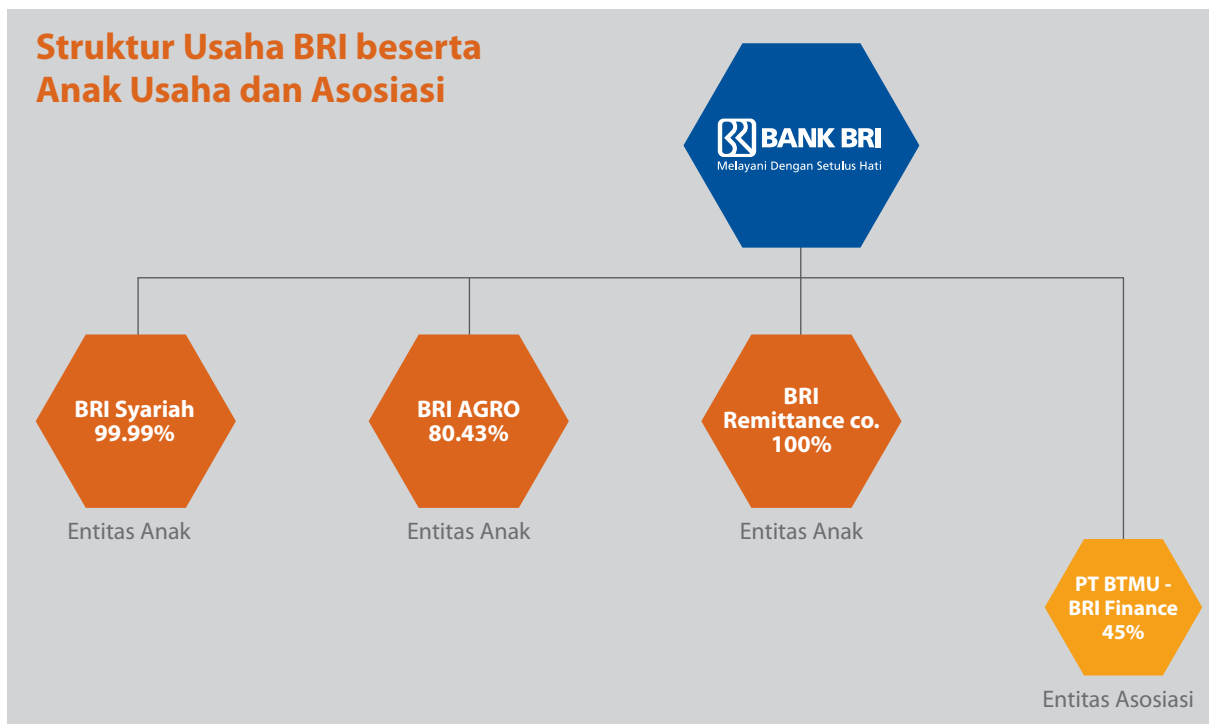 Struktur Usaha BRI beserta
Anak Usaha dan Asosiasi
BANK BRI
Melayani Dengan Setulus Hati
BRI Syariah
99.99%
Entitas Anak
BRI AGRO
80.43%
Entitas Anak
BRI
Remittance co.
100%
Entitas Anak
PT BTMU -
BRI Finance
45%
Entitas Asosiasi